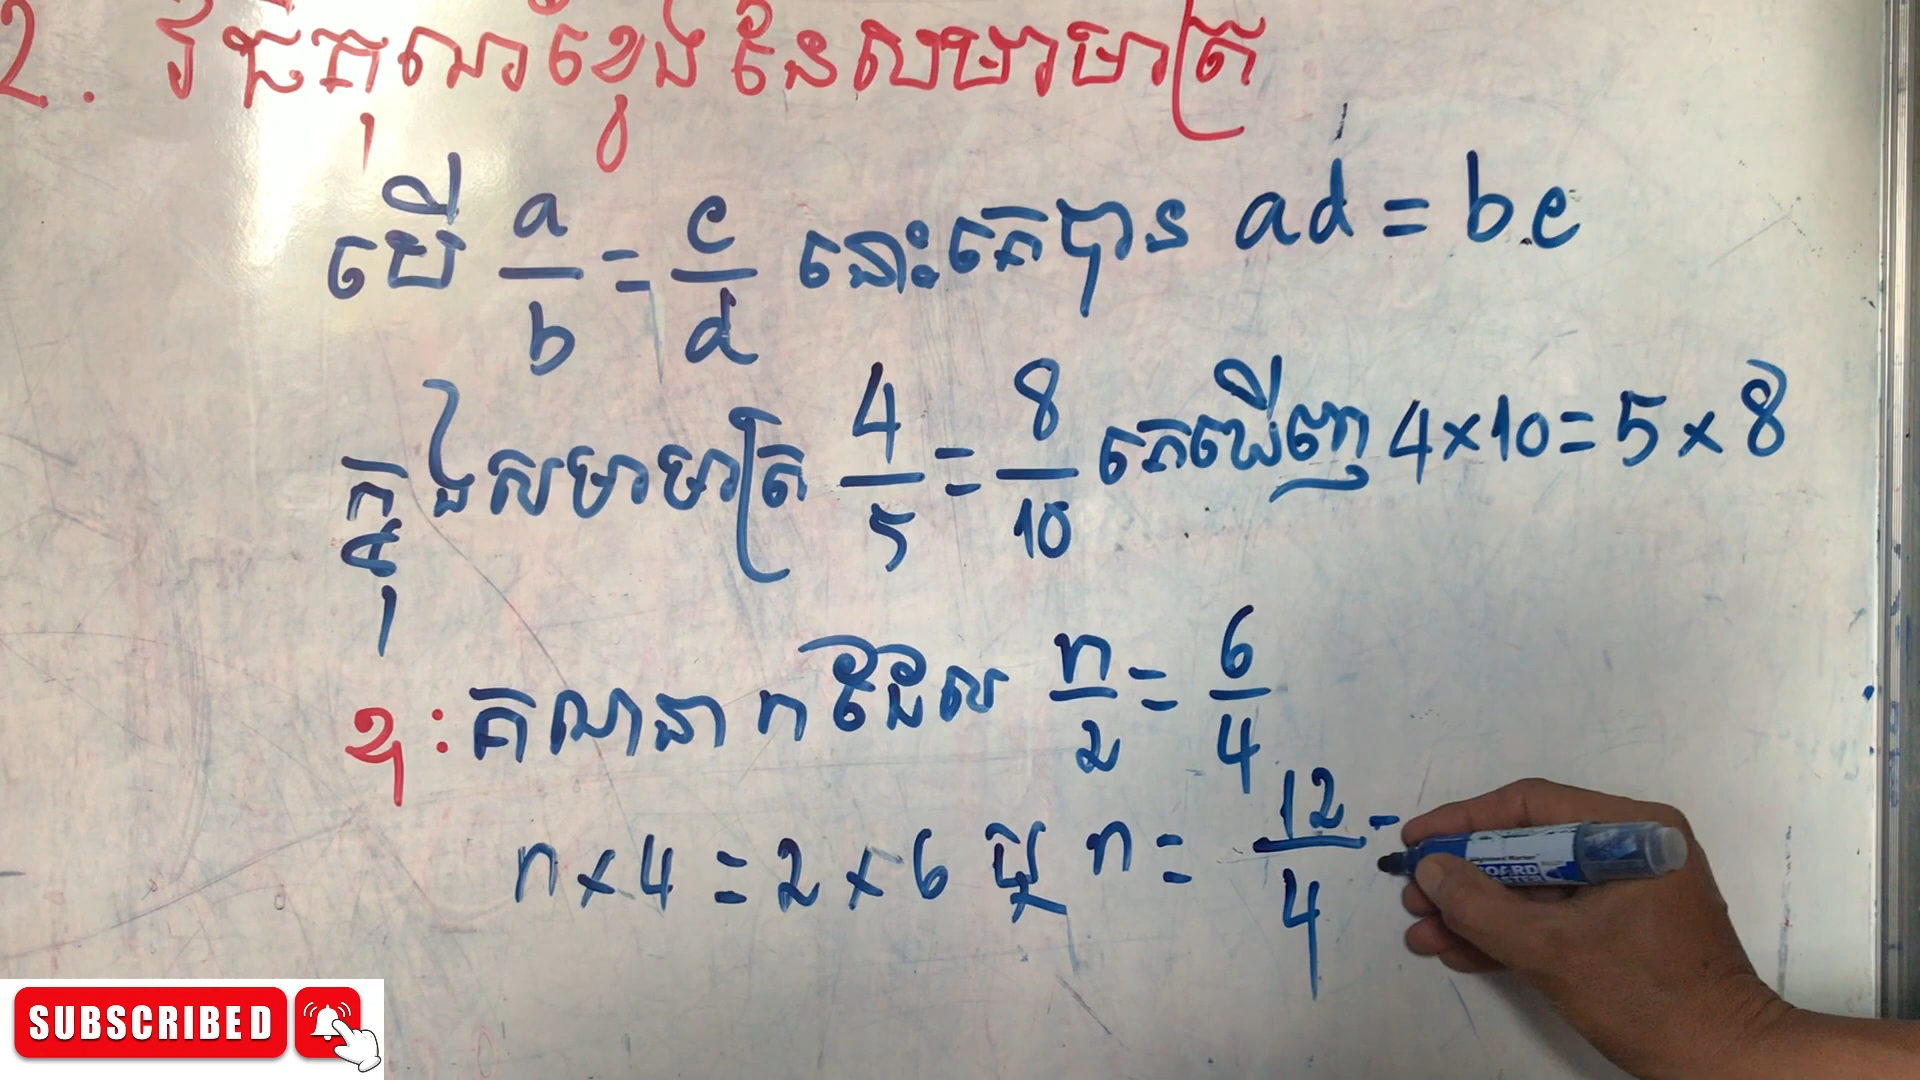 2. វិធីគុណខ្វែងនៃសមាមាត្រ
បើ a/b = c/d នោះគេបាន ad = bc
ក្នុងសមាមាត្រ 4/5 = 8/10 គេឃើញ 4×10 = 5×8
ឧ: គណនា n ដែល n/2 = 6/4
n×4 = 2×6 ឬ n = 12/4 =
BOARD
SUBSCRIBED